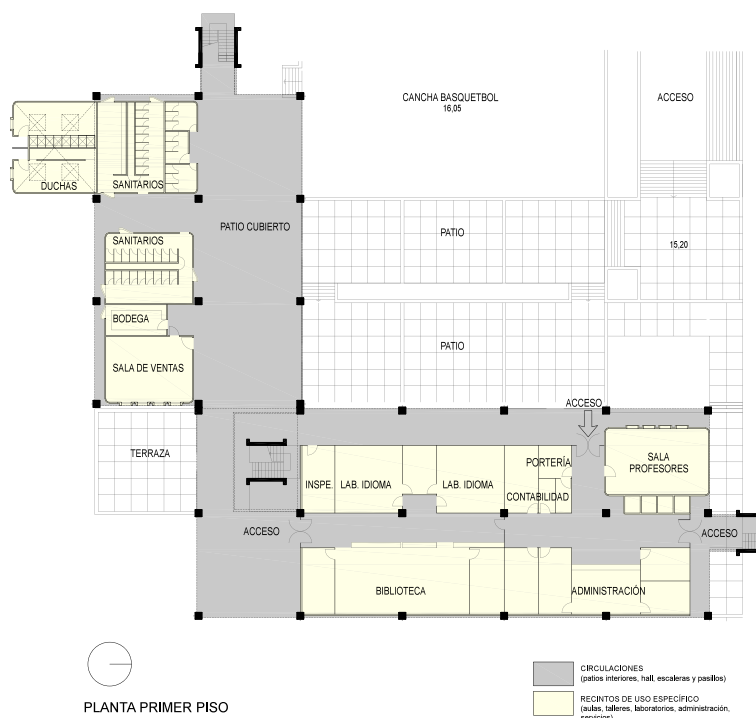 CANCHA BASQUETBOL
16,05
ACCESO
DUCHAS
SANITARIOS
PATIO CUBIERTO
PATIO
SANITARIOS
15,20
BODEGA
PATIO
SALA DE VENTAS
ACCESO
TERRAZA
SALA
PROFESORES
PORTERÍA
INSPE.
LAB. IDIOMA
LAB. IDIOMA
CONTABILIDAD
ACCESO
ACCESO
BIBLIOTECA
ADMINISTRACIÓN
CIRCULACIONES
(patios interiores, hall, escaleras y pasillos)
RECINTOS DE USO ESPECÍFICO
(aulas, talleres, laboratorios, administración,
servicios)
PLANTA PRIMER PISO